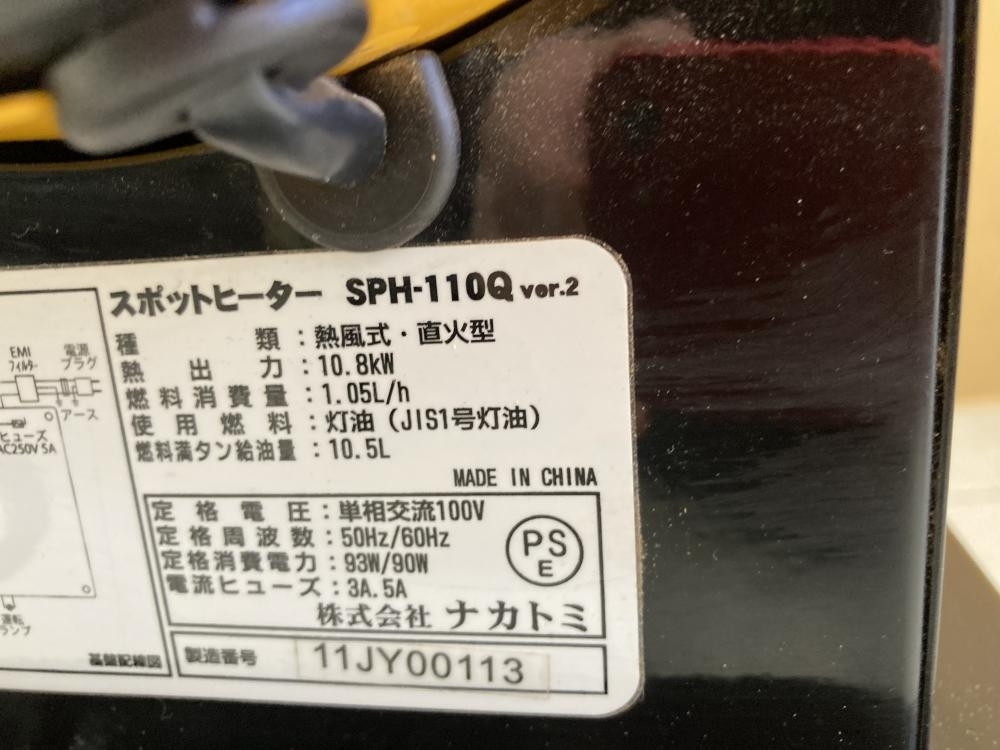 スポットヒーター SPH-110Q ver.2
種類：熱風式・直火型
熱出力：10.8kW
燃料消費量：1.05L/h
使用燃料：灯油（JIS1号灯油）
燃料満タン給油量：10.5L
MADE IN CHINA
定格電圧：単相交流100V
定格周波数：50Hz/60Hz
定格消費電力：93W/90W
電流ヒューズ：3A.5A
PS
E
株式会社 ナカトミ
製造番号 11JY00113
EMI
フィルター
電源
プラグ
アース
ヒューズ
AC250V 5A
運転
ランプ
基盤配線図